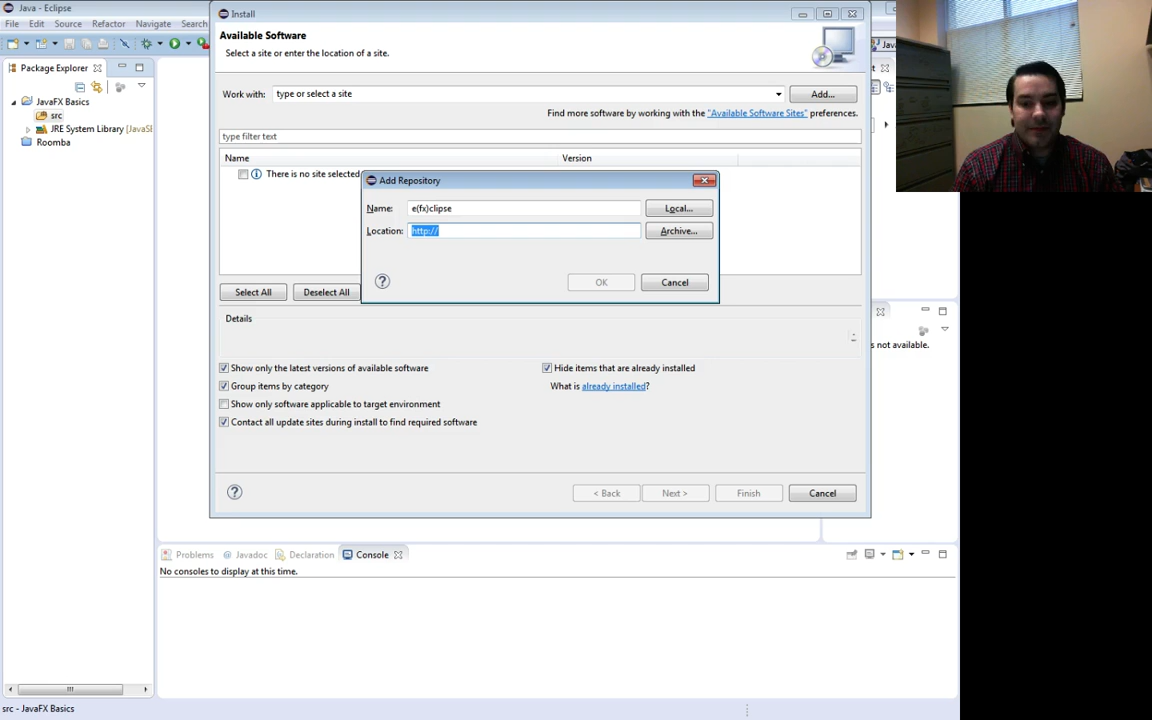 Java - Eclipse
File Edit Source Refactor Navigate Search
Install
Available Software
Select a site or enter the location of a site.
Work with: type or select a site Add...
Find more software by working with the "Available Software Sites" preferences.
type filter text
Name Version
There is no site selected
Package Explorer
JavaFX Basics
src
JRE System Library [JavaSE
Roomba
Add Repository
Name: e(fx)clipse Local...
Location: http:// Archive...
OK Cancel
Select All Deselect All
Details
s not available.
Show only the latest versions of available software Hide items that are already installed
Group items by category What is already installed?
Show only software applicable to target environment
Contact all update sites during install to find required software
< Back Next > Finish Cancel
Problems @ Javadoc Declaration Console
No consoles to display at this time.
src - JavaFX Basics